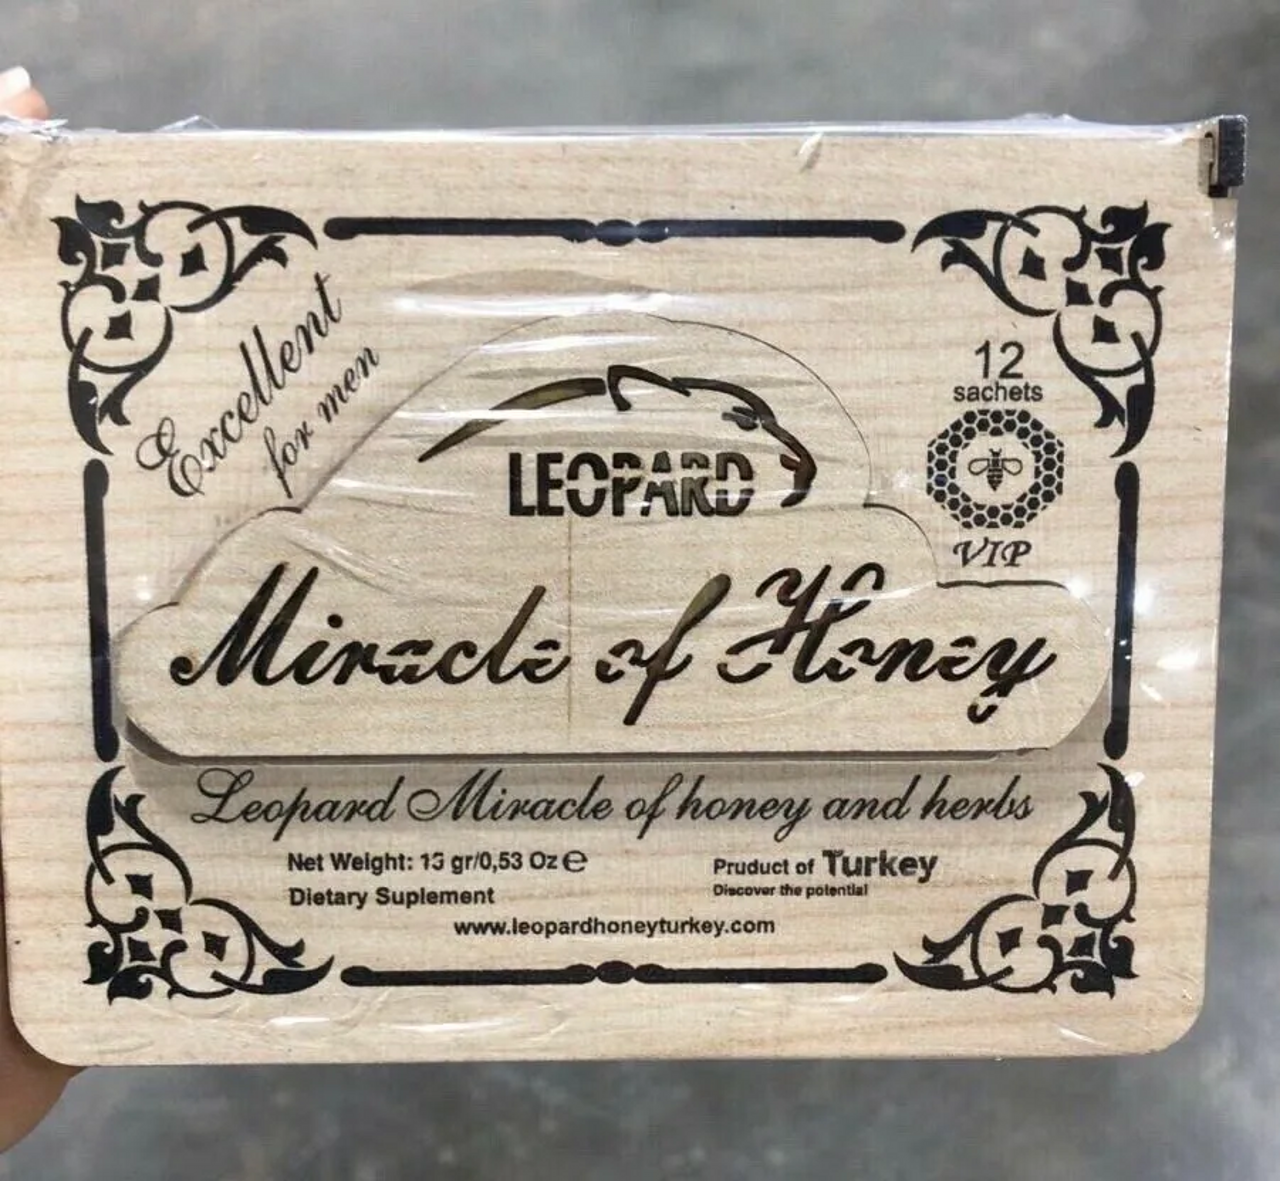 Excellent
for men
12
sachets
LEOPARD
VIP
Miracle of Honey
Leopard Miracle of honey and herbs
Net Weight: 15 gr/0,53 Oz ℮
Dietary Suplement
Pruduct of Turkey
Discover the potential
www.leopardhoneyturkey.com